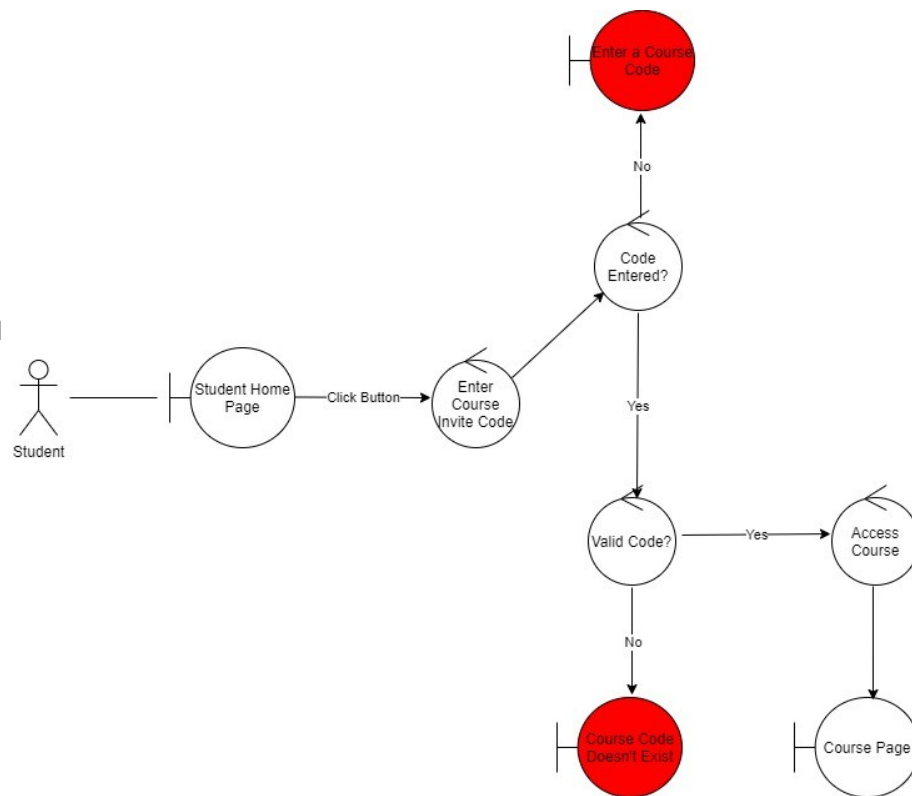 Enter a Course
Code
No
Code
Entered?
Student Home
Page
Click Button
Enter
Course
Invite Code
Student
Yes
Valid Code?
Yes
Access
Course
No
Course Code
Doesn't Exist
Course Page